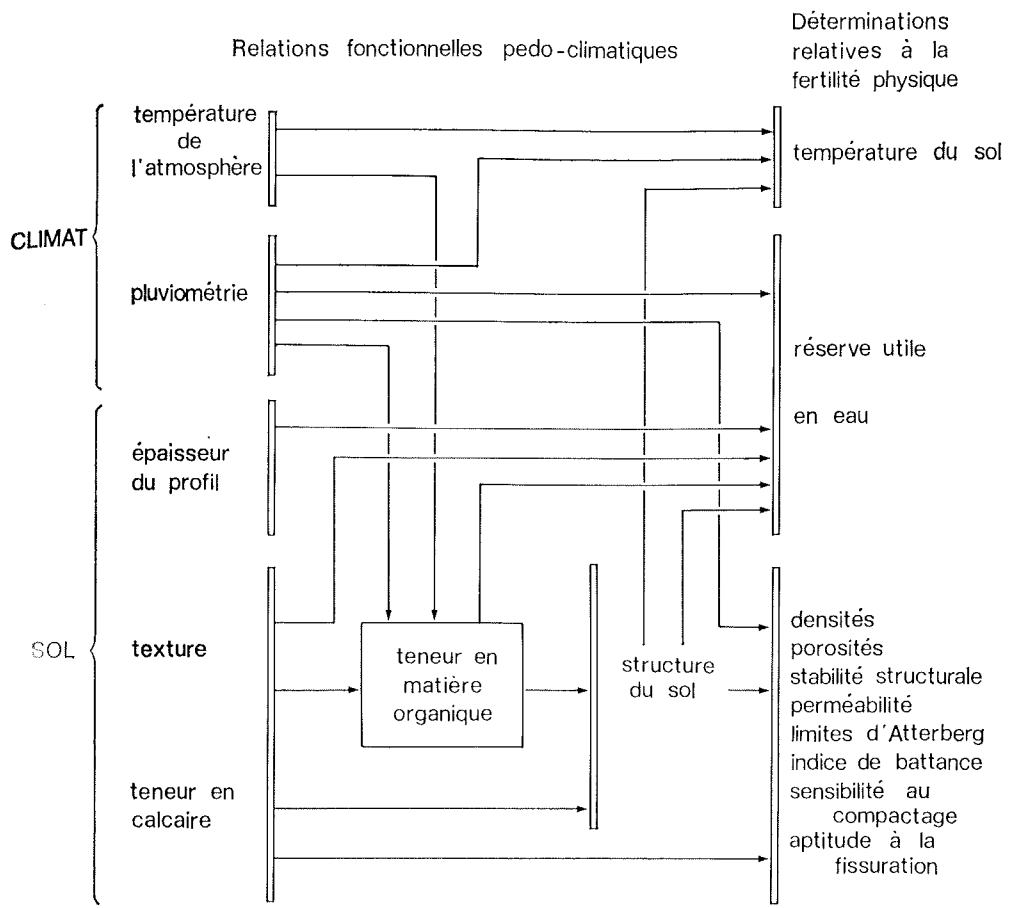 Déterminations
relatives à la
fertilité physique
Relations fonctionnelles pedo-climatiques
température
de
l'atmosphère
température du sol
CLIMAT
pluviométrie
réserve utile
en eau
épaisseur
du profil
SOL
texture
teneur en
matière
organique
structure
du sol
densités
porosités
stabilité structurale
perméabilité
limites d'Atterberg
indice de battance
sensibilité au
compactage
aptitude à la
fissuration
teneur en
calcaire